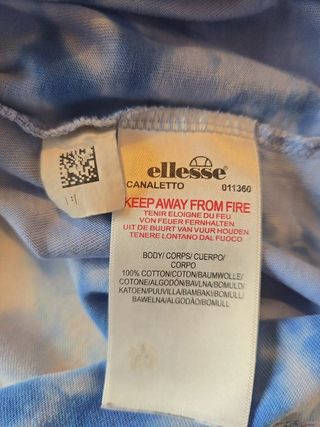 ellesse
CANALETTO 011360
KEEP AWAY FROM FIRE
TENIR ELOIGNE DU FEU
VON FEUER FERNHALTEN
UIT DE BUURT VAN VUUR HOUDEN
TENERE LONTANO DAL FUOCO
BODY/ CORPS/ CUERPO/
CORPO
100% COTTON/COTON/BAUMWOLLE/
COTONE/ALGODÓN/BAVLNA/BOMULD/
KATOEN/PUUVILLA/BAMBAKI/BOMULL/
BAWELNA/ALGODÃO/BOMULL